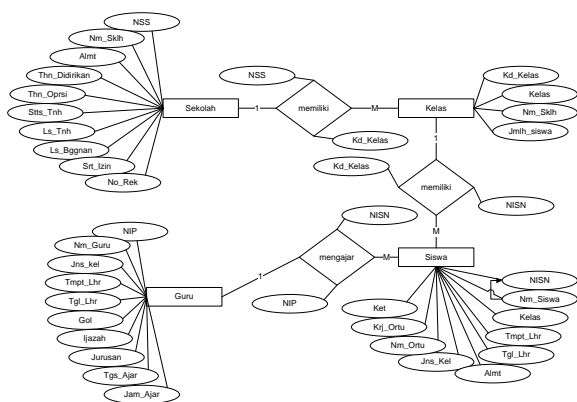 NSS
Nm_Sklh
Almt
Thn_Didirikan
Thn_Oprsi
Stts_Tnh
Ls_Tnh
Ls_Bggnan
Srt_Izin
No_Rek
Sekolah
1
NSS
memiliki
Kd_Kelas
M
Kelas
Kd_Kelas
Kelas
Nm_Sklh
Jmlh_siswa
1
Kd_Kelas
memiliki
NISN
M
NIP
Nm_Guru
Jns_kel
Tmpt_Lhr
Tgl_Lhr
Gol
Ijazah
Jurusan
Tgs_Ajar
Jam_Ajar
Guru
1
NISN
mengajar
NIP
M
Siswa
NISN
Nm_Siswa
Kelas
Tmpt_Lhr
Tgl_Lhr
Almt
Jns_Kel
Nm_Ortu
Krj_Ortu
Ket